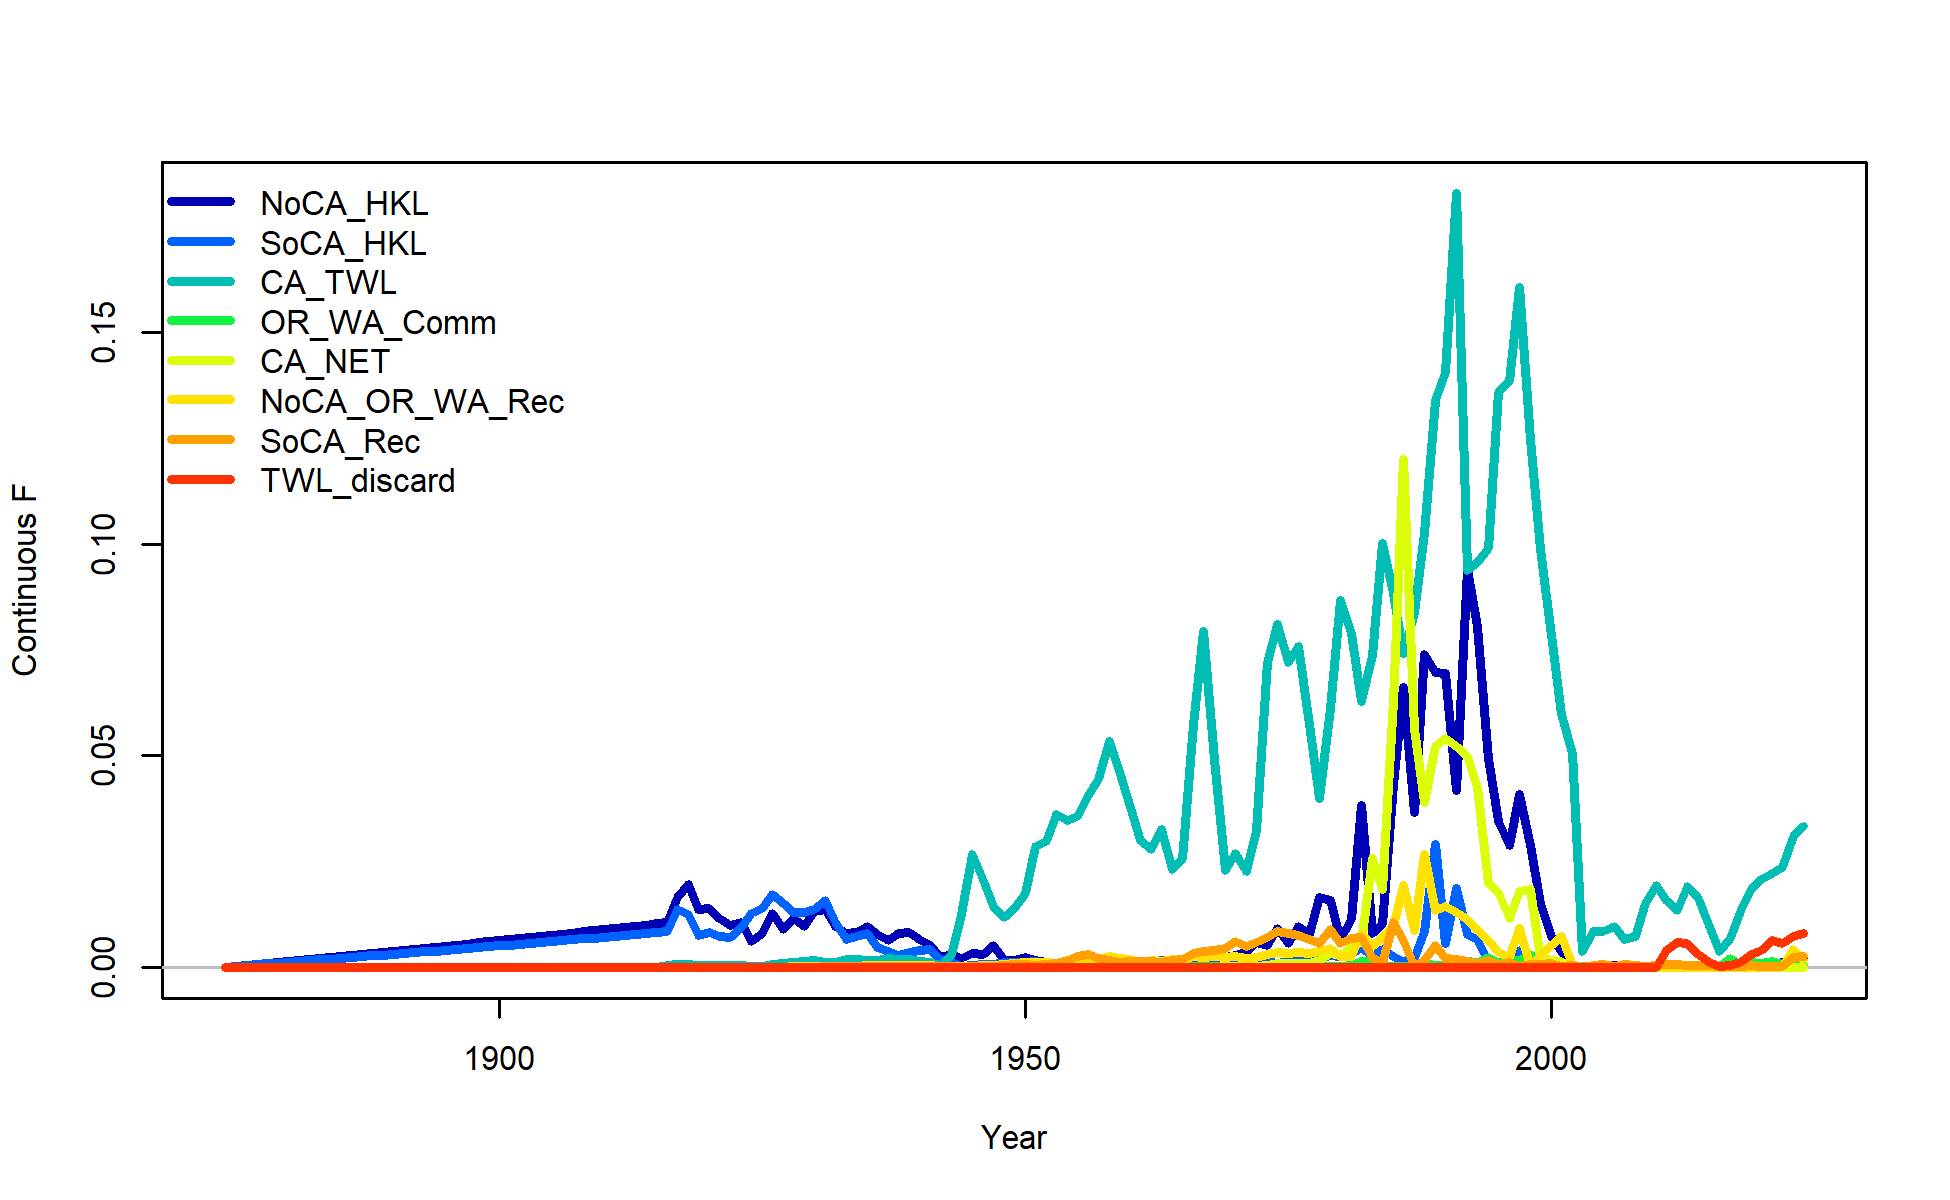 NoCA_HKL
SoCA_HKL
CA_TWL
OR_WA_Comm
CA_NET
NoCA_OR_WA_Rec
SoCA_Rec
TWL_discard
Continuous F
0.15
0.10
0.05
0.00
1900
1950
2000
Year